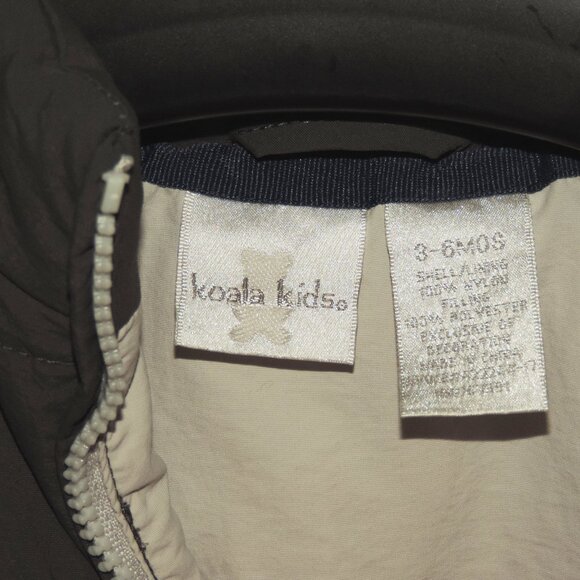 koala kids®
3-6MOS
SHELL/LINING
100% NYLON
FILLING
100% POLYESTER
EXCLUSIVE OF
DECORATION
MADE IN CHINA